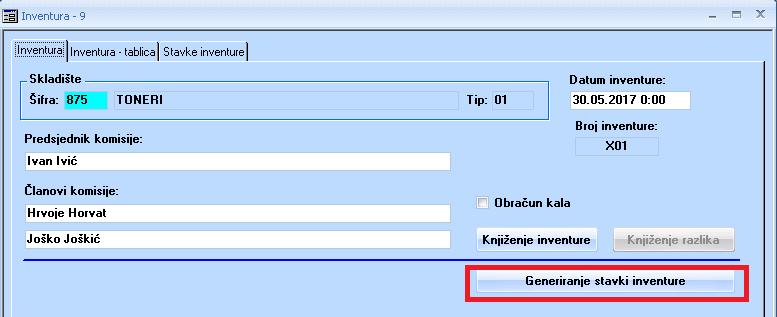 Inventura - 9
Inventura Inventura - tablica Stavke inventure
Skladište
Šifra: 875 TONERI Tip: 01
Datum inventure:
30.05.2017 0:00
Broj inventure:
X01
Predsjednik komisije:
Ivan Ivić
Članovi komisije:
Hrvoje Horvat
Joško Joškić
Obračun kala
Knjiženje inventure Knjiženje razlika
Generiranje stavki inventure